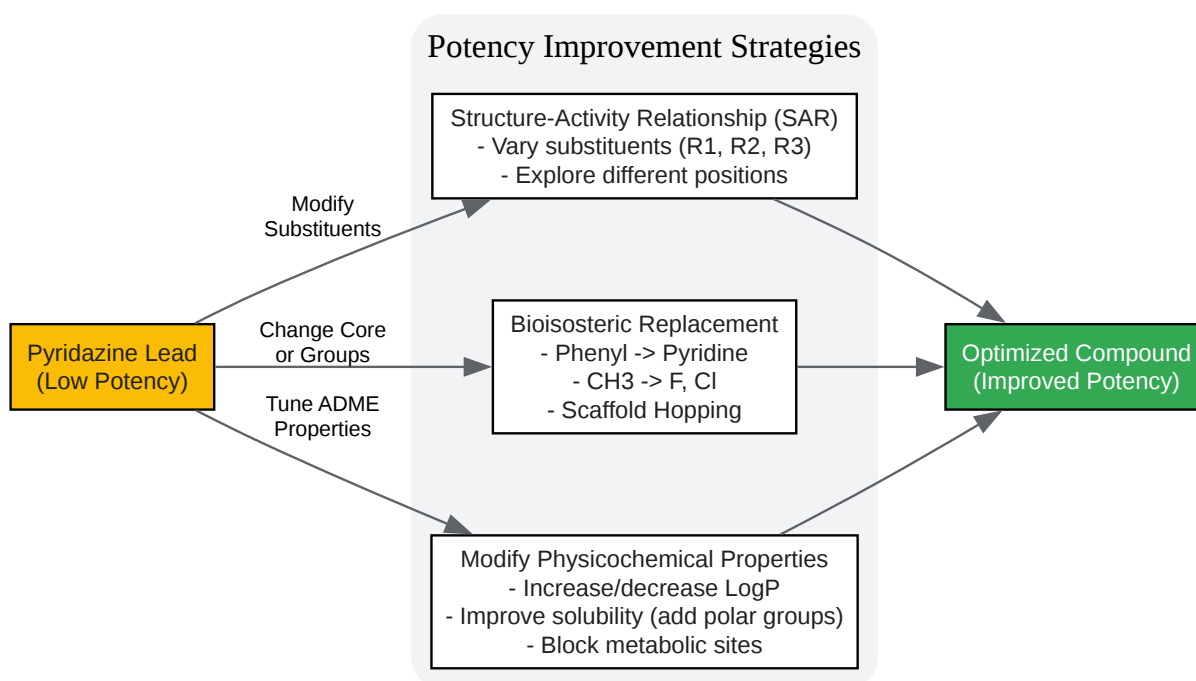 Potency Improvement Strategies
Structure-Activity Relationship (SAR)
- Vary substituents (R1, R2, R3)
- Explore different positions
Modify
Substituents
Pyridazine Lead
(Low Potency)
Change Core
or Groups
Bioisosteric Replacement
- Phenyl -> Pyridine
- CH3 -> F, Cl
- Scaffold Hopping
Optimized Compound
(Improved Potency)
Tune ADME
Properties
Modify Physicochemical Properties
- Increase/decrease LogP
- Improve solubility (add polar groups)
- Block metabolic sites